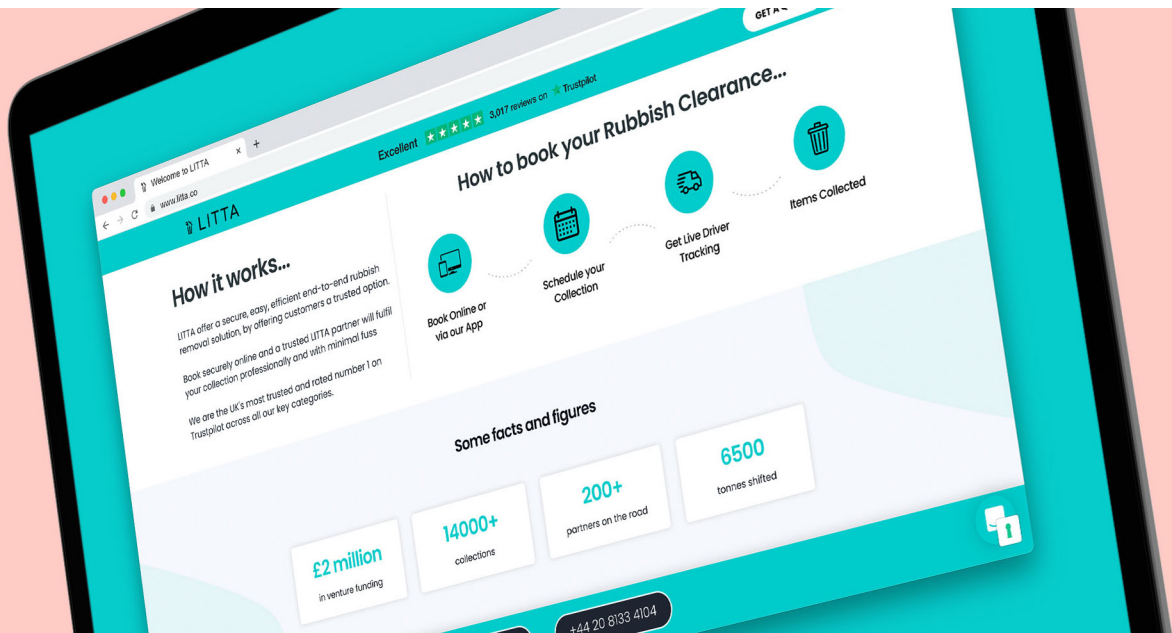 Welcome to LITTA
www.litta.co
LITTA
Excellent
3,017 reviews on Trustpilot
GET A
How it works...
LITTA offer a secure, easy, efficient end-to-end rubbish
removal solution, by offering customers a trusted option.
Book securely online and a trusted LITTA partner will fulfil
your collection professionally and with minimal fuss
We are the UK's most trusted and rated number 1 on
Trustpilot across all our key categories.
How to book your Rubbish Clearance...
Book Online or
via our App
Schedule your
Collection
Get Live Driver
Tracking
Items Collected
Some facts and figures
£2 million
in venture funding
14000+
collections
200+
partners on the road
6500
tonnes shifted
+44 20 8133 4104